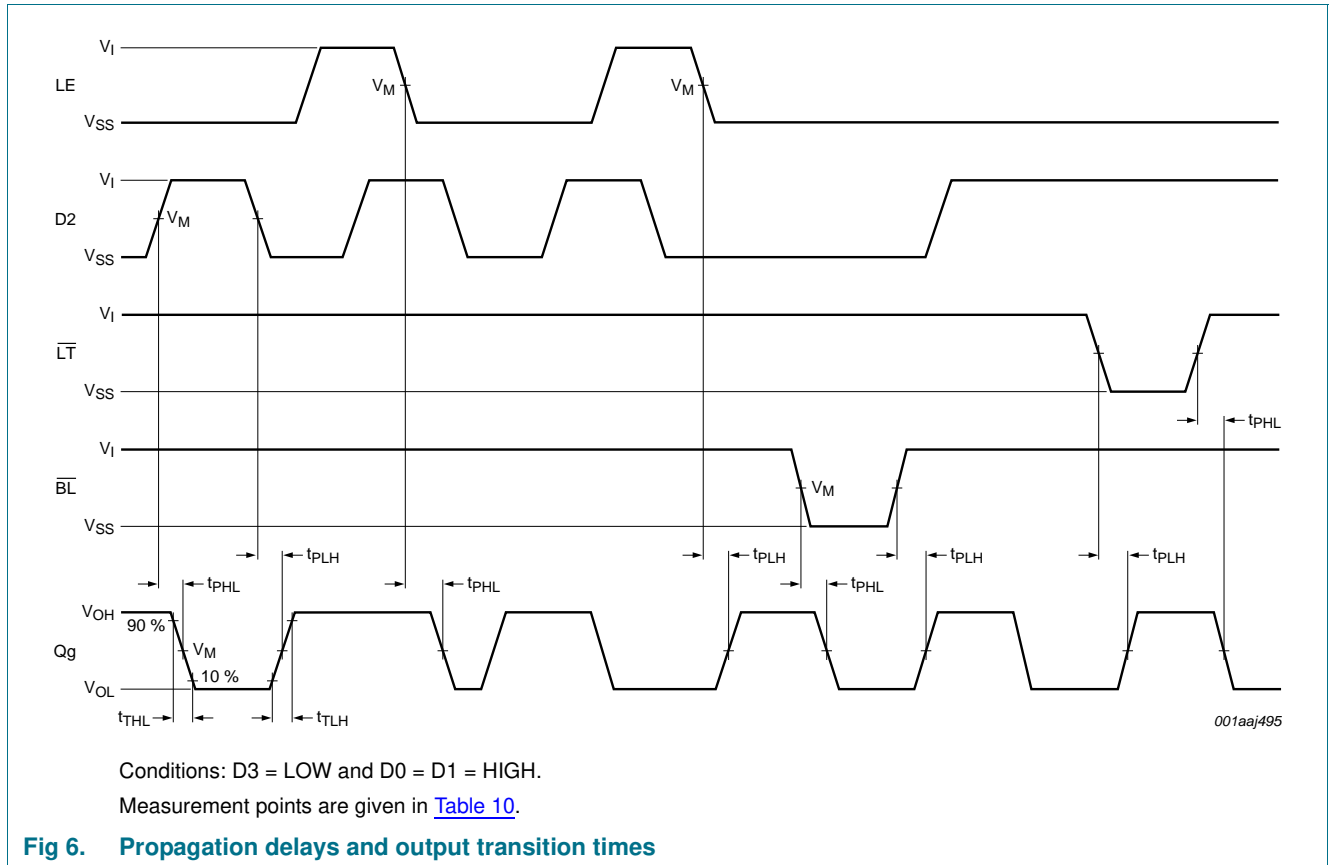 VI
LE
VM
VM
VSS
VI
D2
VM
VSS
VI
LT
VSS
tPHL
VI
BL
VM
VSS
tPLH
tPLH
tPLH
tPLH
tPHL
tPHL
tPHL
VOH
90 %
Qg
VM
10 %
VOL
tTHL
tTLH
001aaj495
Conditions: D3 = LOW and D0 = D1 = HIGH.
Measurement points are given in Table 10.
Fig 6. Propagation delays and output transition times